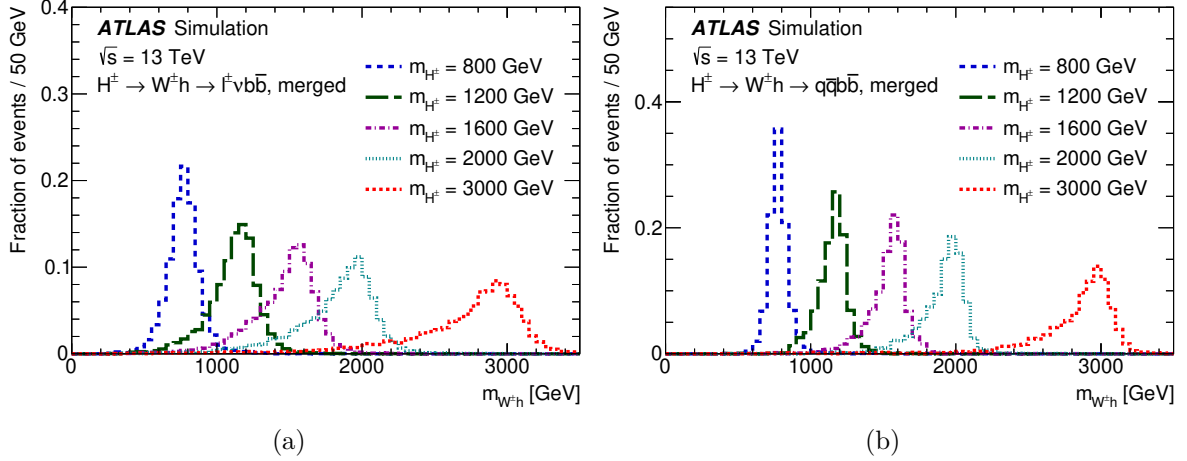 Fraction of events / 50 GeV
0.4
0.3
0.2
0.1
0
ATLAS Simulation
√s = 13 TeV
H± → W±h → l±νbb̅, merged
m_H± = 800 GeV
m_H± = 1200 GeV
m_H± = 1600 GeV
m_H± = 2000 GeV
m_H± = 3000 GeV
0 1000 2000 3000
m_W±h [GeV]
(a)
Fraction of events / 50 GeV
0.4
0.2
0
ATLAS Simulation
√s = 13 TeV
H± → W±h → qq̅bb̅, merged
m_H± = 800 GeV
m_H± = 1200 GeV
m_H± = 1600 GeV
m_H± = 2000 GeV
m_H± = 3000 GeV
0 1000 2000 3000
m_W±h [GeV]
(b)